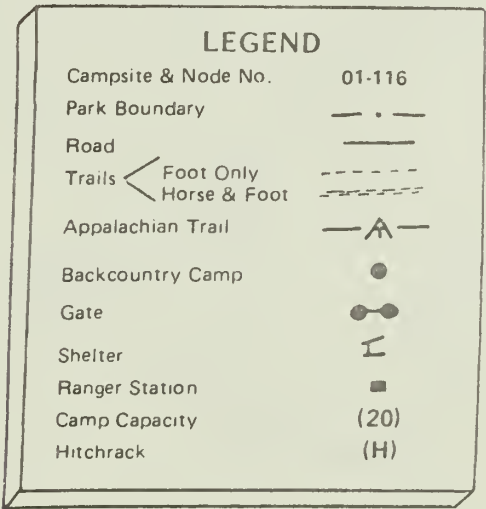 LEGEND
Campsite & Node No. 01-116
Park Boundary
Road
Trails Foot Only
Horse & Foot
Appalachian Trail
Backcountry Camp
Gate
Shelter
Ranger Station
Camp Capacity (20)
Hitchrack (H)